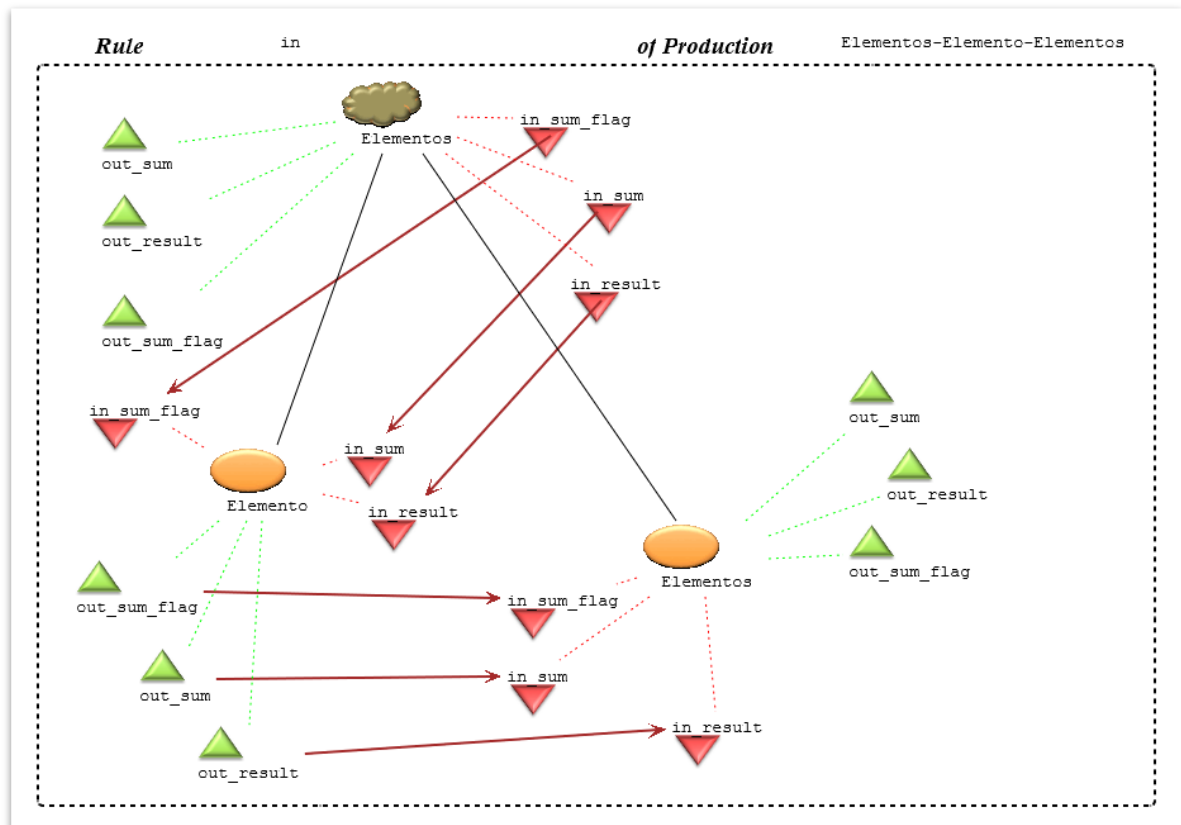 Rule in of Production Elementos-Elemento-Elementos
in_sum_flag
Elementos
out_sum
in_sum
out_result
in_result
out_sum_flag
in_sum_flag
out_sum
in_sum
out_result
Elemento
in_result
out_sum_flag
Elementos
out_sum_flag
in_sum_flag
in_sum
out_sum
in_result
out_result